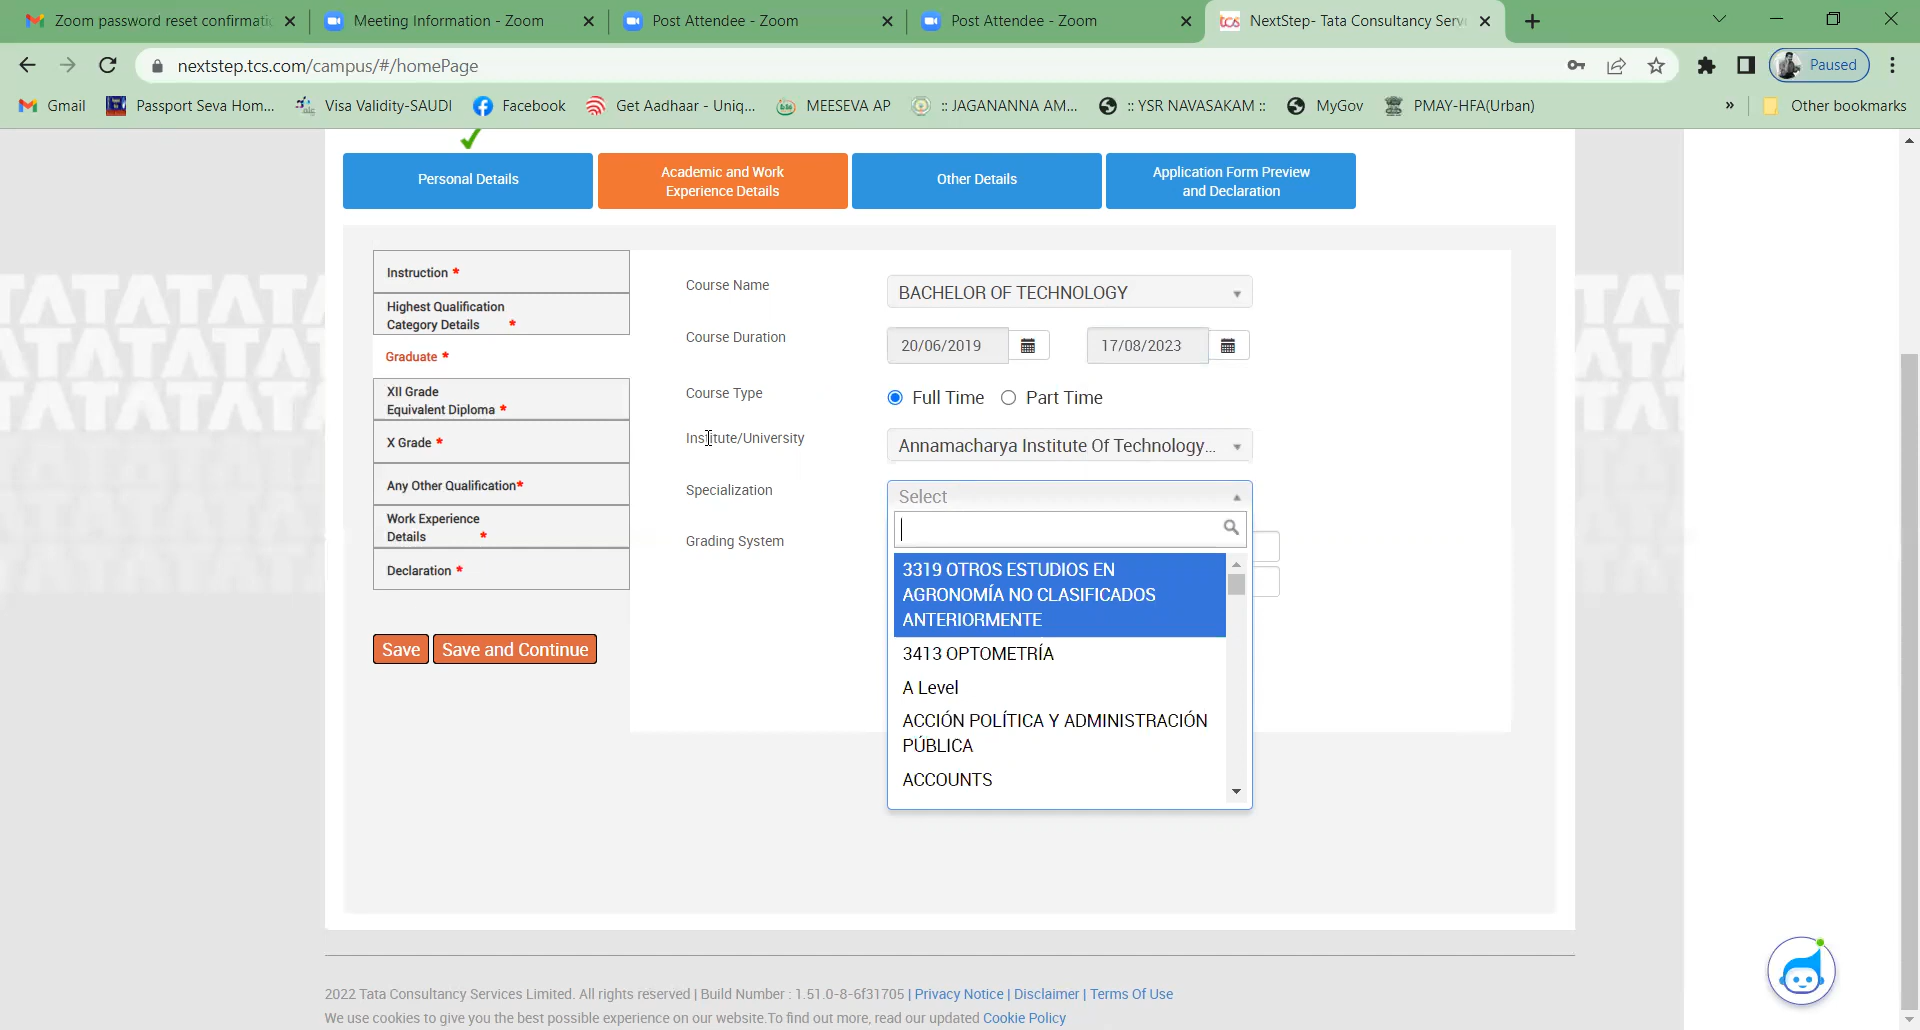 Zoom password reset confirmati
Meeting Information - Zoom
Post Attendee - Zoom
Post Attendee - Zoom
tcs NextStep- Tata Consultancy Serv
nextstep.tcs.com/campus/#/homePage
Paused
Gmail
Passport Seva Hom...
Visa Validity-SAUDI
Facebook
Get Aadhaar - Uniq...
MEESEVA AP
:: JAGANANNA AM...
:: YSR NAVASAKAM ::
MyGov
PMAY-HFA(Urban)
»
Other bookmarks
Personal Details
Academic and Work
Experience Details
Other Details
Application Form Preview
and Declaration
Instruction *
Highest Qualification
Category Details *
Graduate *
XII Grade
Equivalent Diploma *
X Grade *
Any Other Qualification*
Work Experience
Details *
Declaration *
Save
Save and Continue
Course Name
BACHELOR OF TECHNOLOGY
Course Duration
20/06/2019
17/08/2023
Course Type
Full Time
Part Time
Institute/University
Annamacharya Institute Of Technology...
Specialization
Select
Grading System
3319 OTROS ESTUDIOS EN
AGRONOMÍA NO CLASIFICADOS
ANTERIORMENTE
3413 OPTOMETRÍA
A Level
ACCIÓN POLÍTICA Y ADMINISTRACIÓN
PÚBLICA
ACCOUNTS
2022 Tata Consultancy Services Limited. All rights reserved | Build Number : 1.51.0-8-6f31705 | Privacy Notice | Disclaimer | Terms Of Use
We use cookies to give you the best possible experience on our website.To find out more, read our updated Cookie Policy